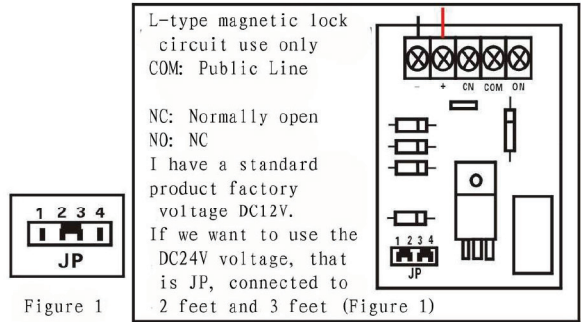 L-type magnetic lock
circuit use only
COM: Public Line
NC: Normally open
NO: NC
I have a standard
product factory
voltage DC12V.
If we want to use the
DC24V voltage, that
is JP, connected to
2 feet and 3 feet (Figure 1)
- + CN COM ON
1 2 3 4
JP
1 2 3 4
JP
Figure 1